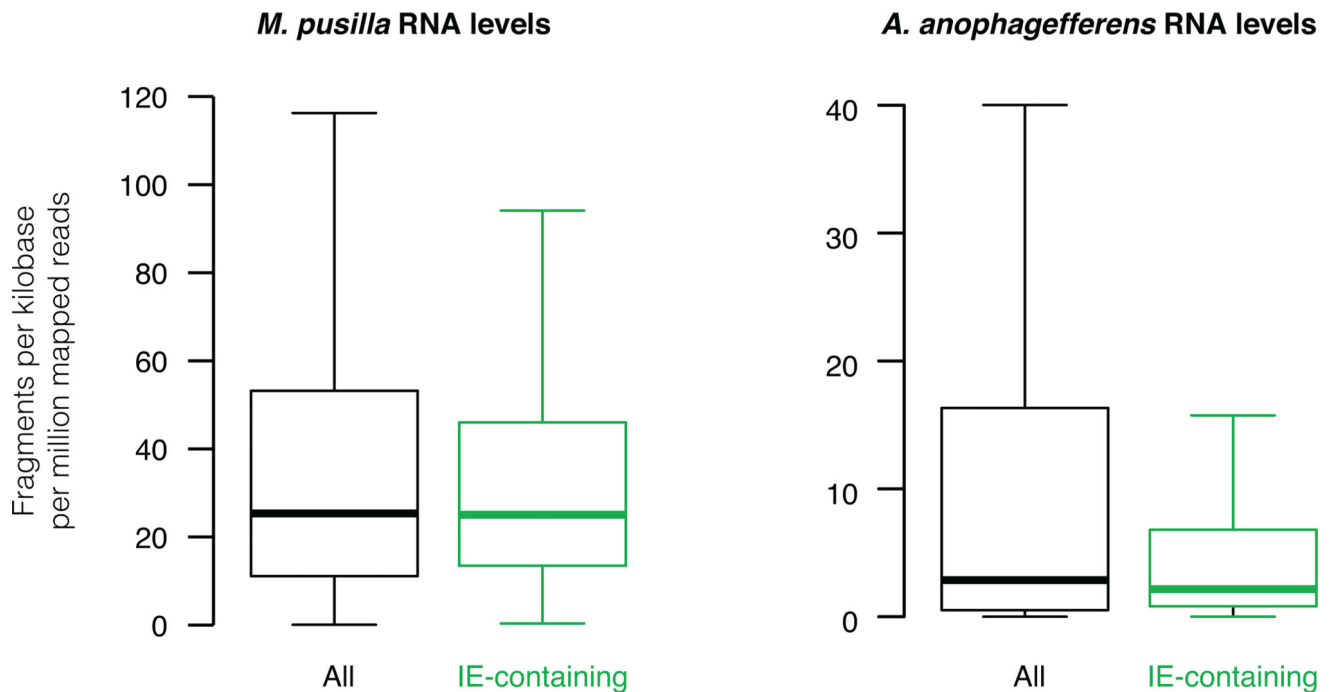 M. pusilla RNA levels
Fragments per kilobase
per million mapped reads
120
100
80
60
40
20
0
All
IE-containing
A. anophagefferens RNA levels
40
30
20
10
0
All
IE-containing